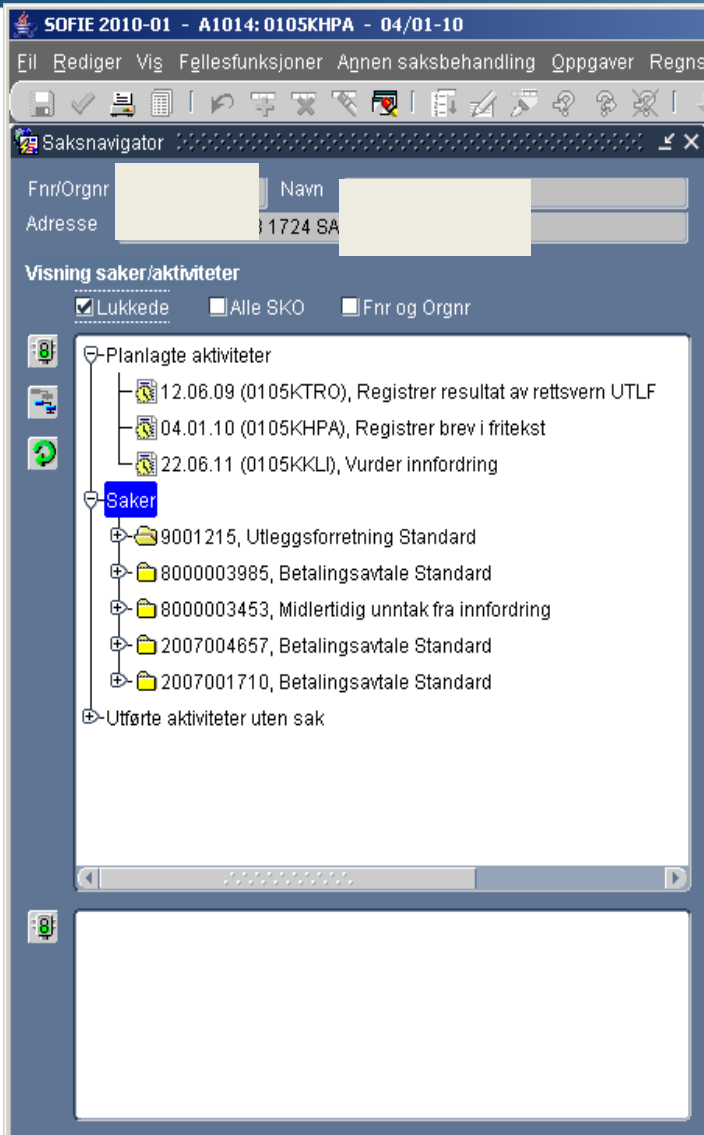 SOFIE 2010-01 - A1014: 0105KHPA - 04/01-10
Fil Rediger Vis Fellesfunksjoner Annen saksbehandling Oppgaver Regns
Saksnavigator
Fnr/Orgnr Navn
Adresse 1724 SA
Visning saker/aktiviteter
Lukkede Alle SKO Fnr og Orgnr
Planlagte aktiviteter
12.06.09 (0105KTRO), Registrer resultat av rettsvern UTLF
04.01.10 (0105KHPA), Registrer brev i fritekst
22.06.11 (0105KKLI), Vurder innfordring
Saker
9001215, Utleggsforretning Standard
8000003985, Betalingsavtale Standard
8000003453, Midlertidig unntak fra innfordring
2007004657, Betalingsavtale Standard
2007001710, Betalingsavtale Standard
Utførte aktiviteter uten sak